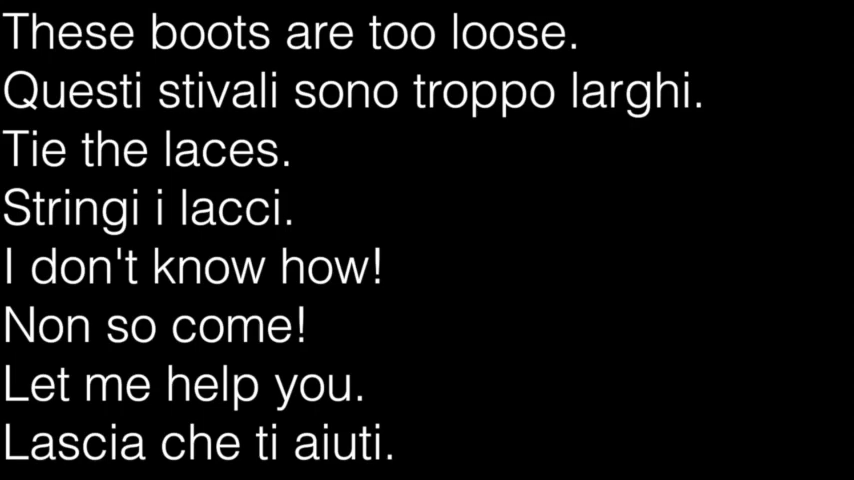 These boots are too loose.
Questi stivali sono troppo larghi.
Tie the laces.
Stringi i lacci.
I don't know how!
Non so come!
Let me help you.
Lascia che ti aiuti.